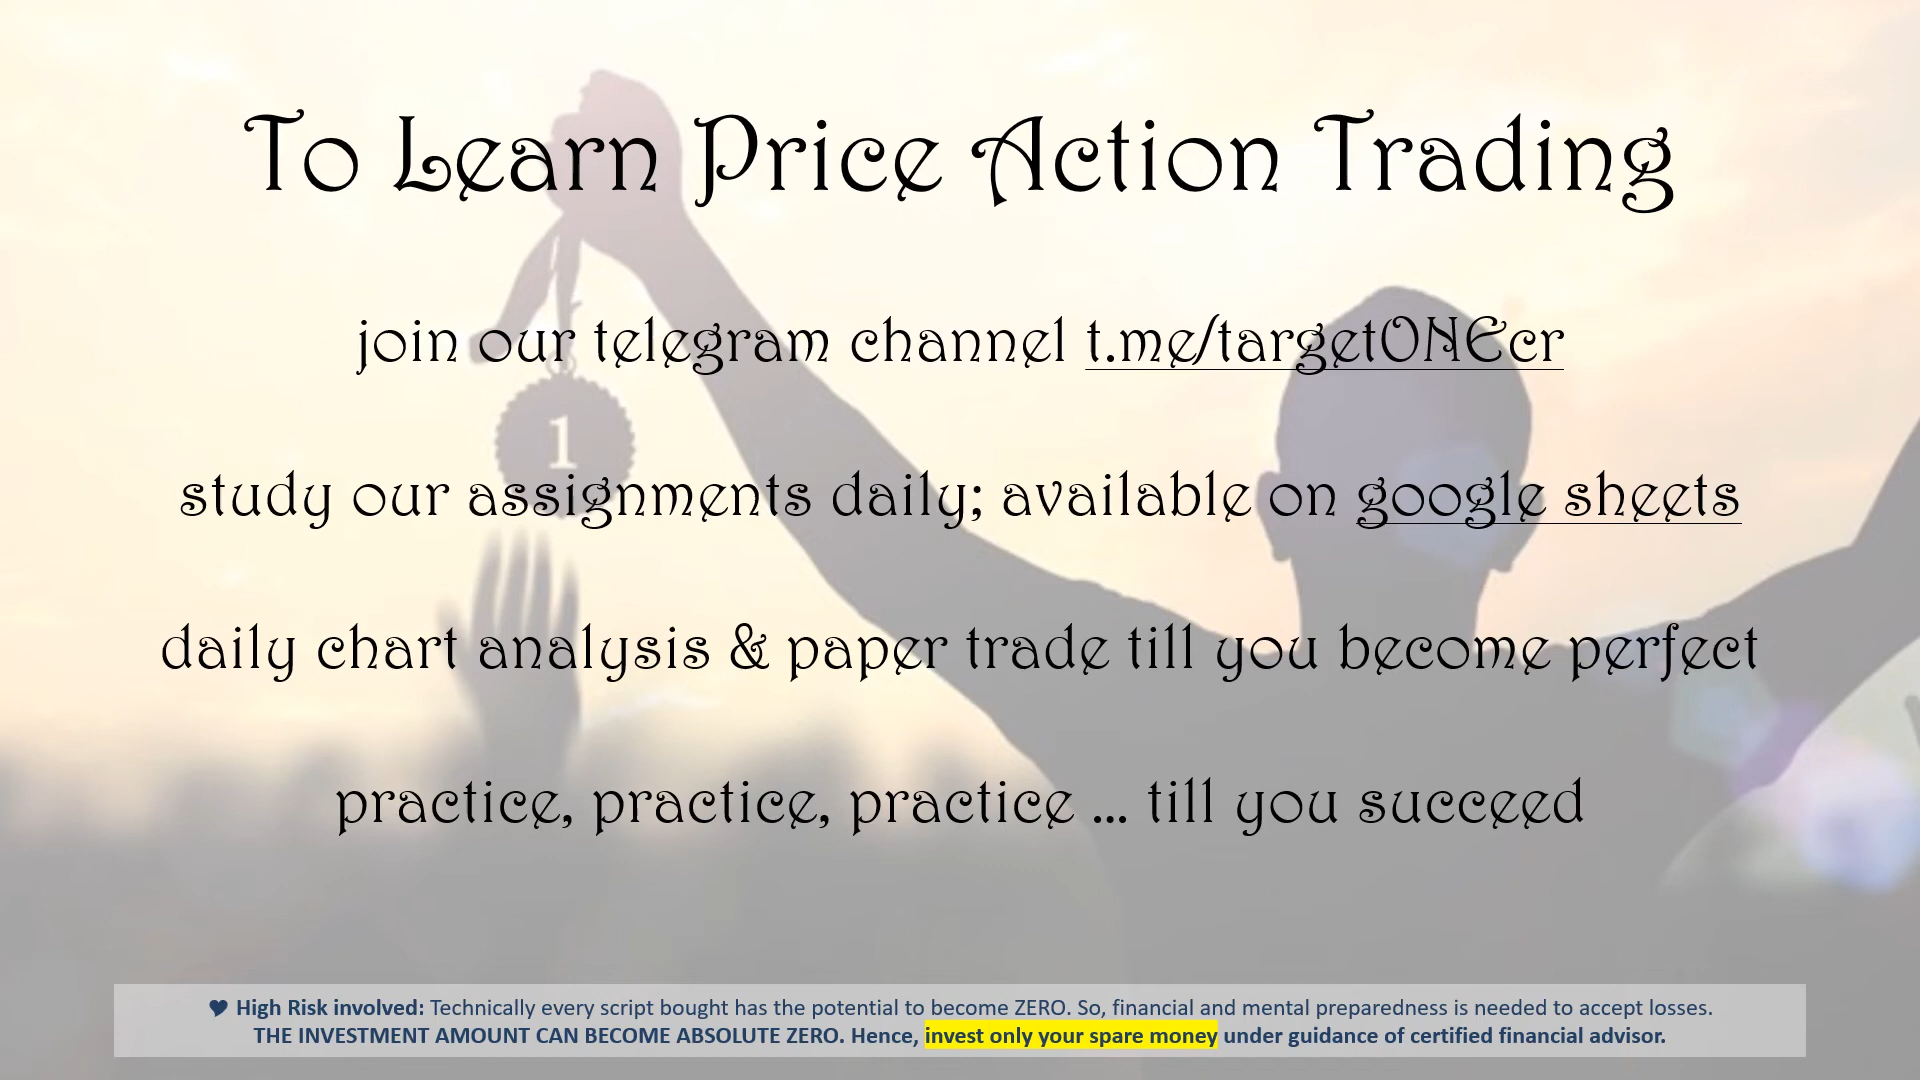 To Learn Price Action Trading
join our telegram channel t.me/targetONEcr
study our assignments daily; available on google sheets
daily chart analysis & paper trade till you become perfect
practice, practice, practice ... till you succeed
1
♥ High Risk involved: Technically every script bought has the potential to become ZERO. So, financial and mental preparedness is needed to accept losses.
THE INVESTMENT AMOUNT CAN BECOME ABSOLUTE ZERO. Hence, invest only your spare money under guidance of certified financial advisor.